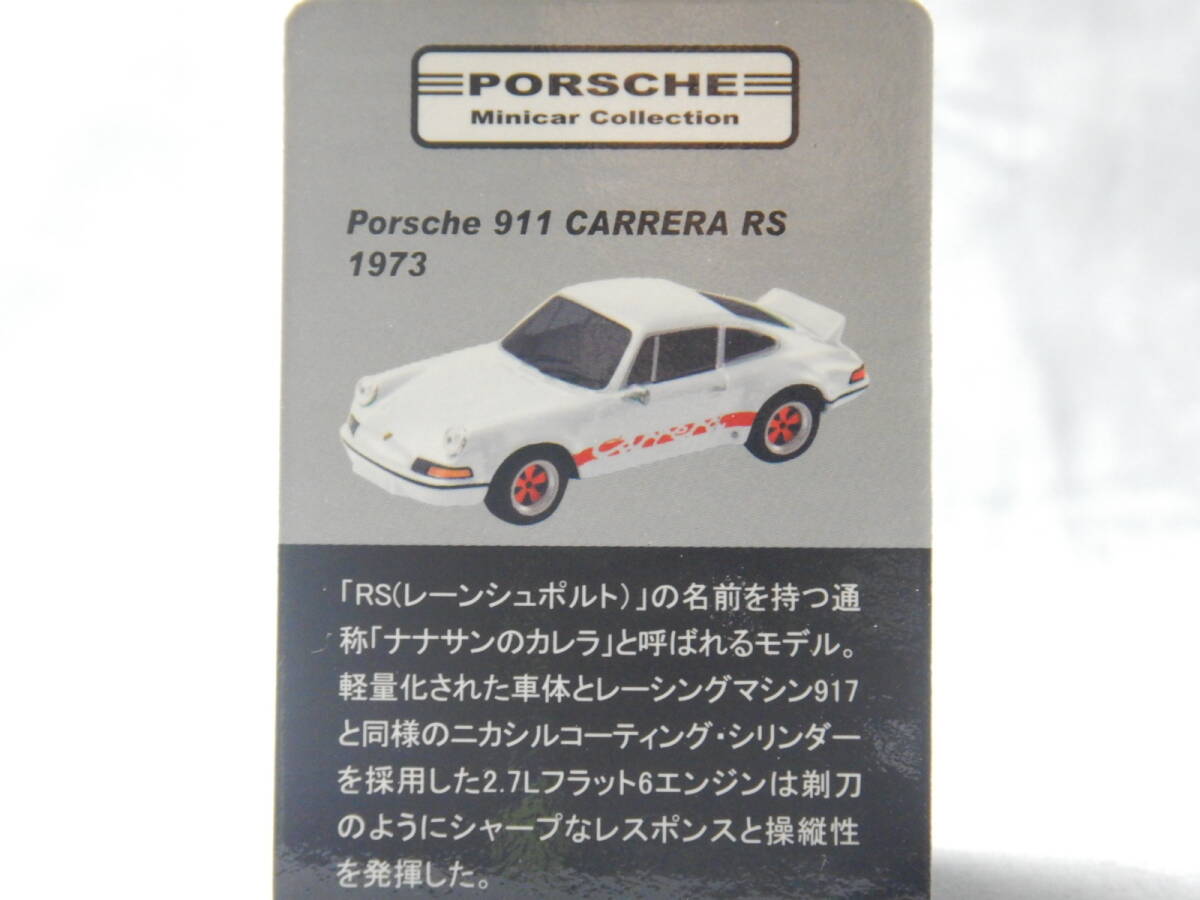 PORSCHE
Minicar Collection
Porsche 911 CARRERA RS
1973
Carrera
「RS(レーンシュポルト)」の名前を持つ通
称「ナナサンのカレラ」と呼ばれるモデル。
軽量化された車体とレーシングマシン917
と同様のニカシルコーティング・シリンダー
を採用した2.7Lフラット6エンジンは剃刀
のようにシャープなレスポンスと操縦性
を発揮した。